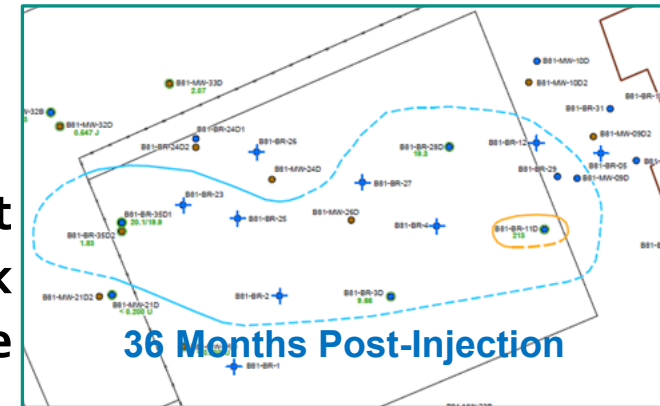 B81-MW-10D
B81-MW-33D
2.07
B81-MW-10D2
B81-BR-31
B81-MW-32D
0.647 J
B81-BR-24D1
B81-BR-24D2
B81-BR-26
B81-BR-28D
18.3
B81-BR-12
B81-MW-09D2
B81-BR-05
B81-MW-24D
B81-BR-27
B81-BR-29
B81-MW-09D
B81-BR-23
t
B81-BR-35D1
20.1/19.9
B81-BR-25
B81-MW-26D
B81-BR-4
B81-BR-11D
213
B81-BR-35D2
1.83
k
B81-MW-21D2
B81-MW-21D
< 0.200 U
B81-BR-2
B81-BR-3D
9.66
e
36 Months Post-Injection
B81-BR-1